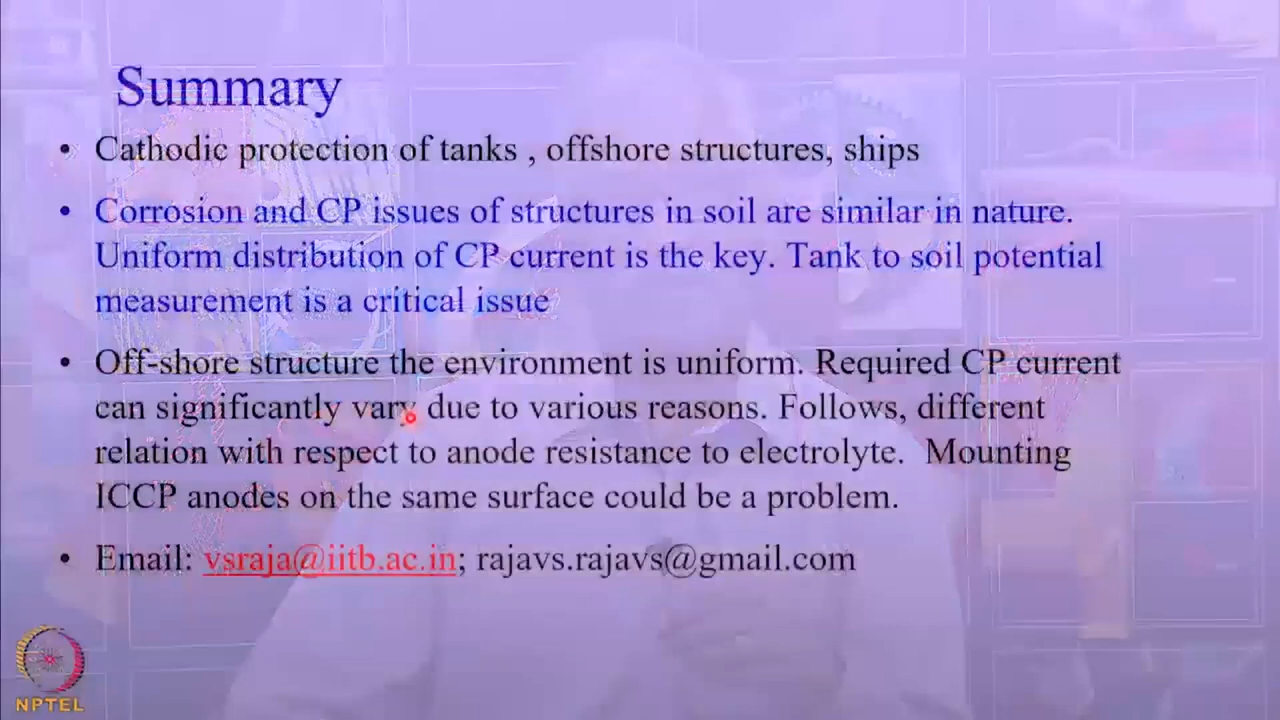 Summary
• Cathodic protection of tanks , offshore structures, ships
• Corrosion and CP issues of structures in soil are similar in nature.
Uniform distribution of CP current is the key. Tank to soil potential
measurement is a critical issue
• Off-shore structure the environment is uniform. Required CP current
can significantly vary due to various reasons. Follows, different
relation with respect to anode resistance to electrolyte. Mounting
ICCP anodes on the same surface could be a problem.
• Email: vsraja@iitb.ac.in; rajavs.rajavs@gmail.com
NPTEL